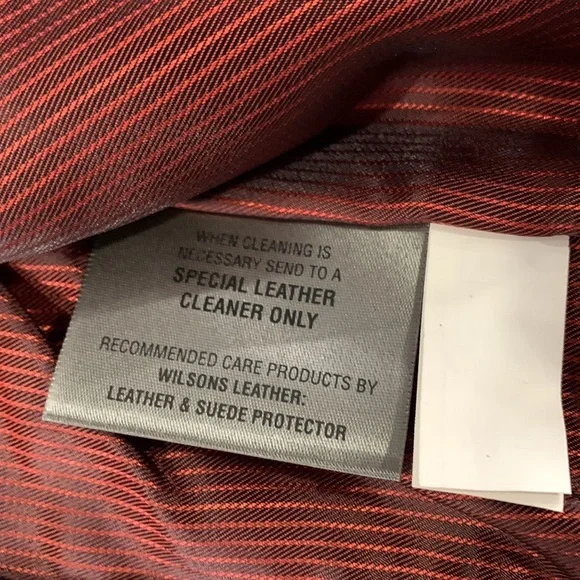 WHEN CLEANING IS
NECESSARY SEND TO A
SPECIAL LEATHER
CLEANER ONLY
RECOMMENDED CARE PRODUCTS BY
WILSONS LEATHER:
LEATHER & SUEDE PROTECTOR